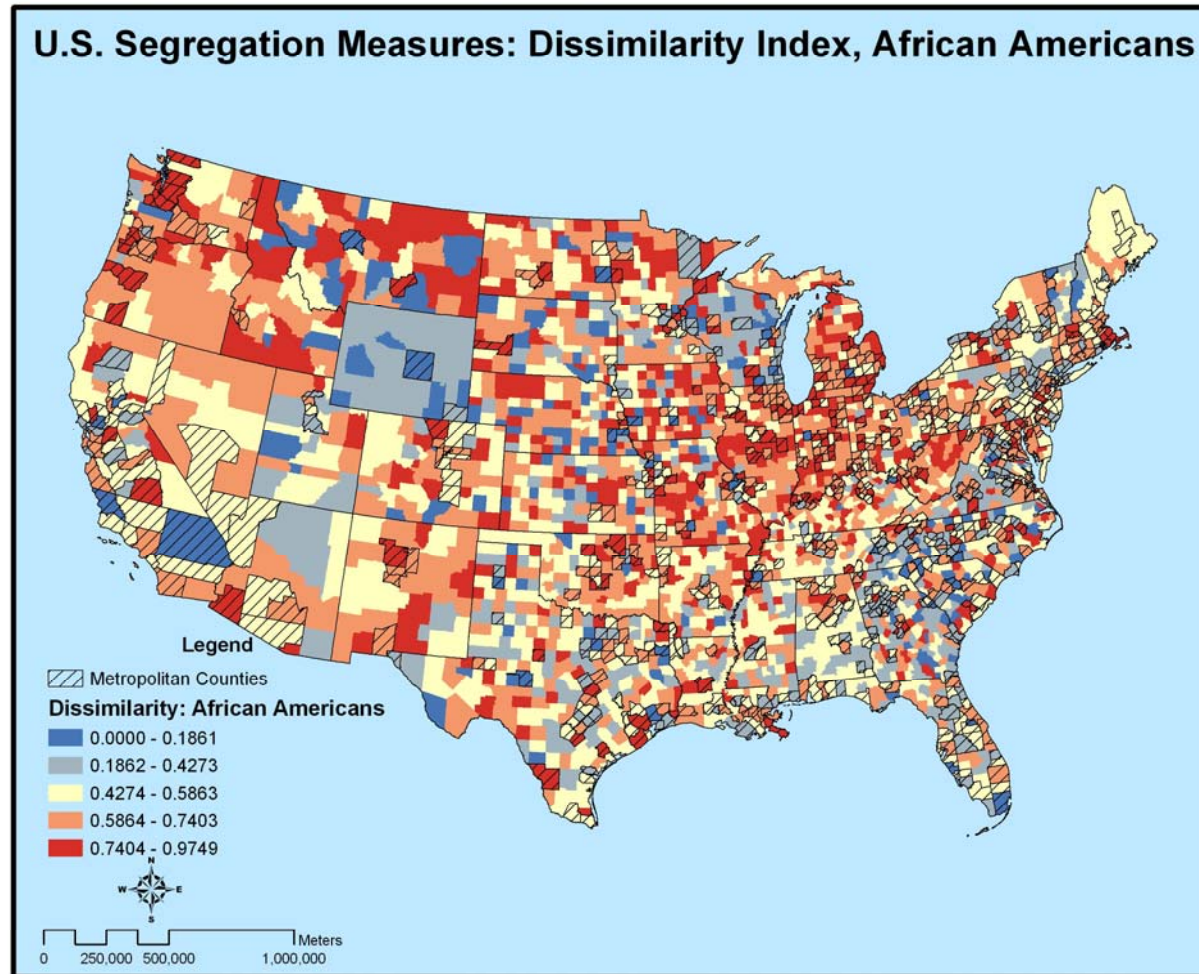 U.S. Segregation Measures: Dissimilarity Index, African Americans
Legend
Metropolitan Counties
Dissimilarity: African Americans
0.0000 - 0.1861
0.1862 - 0.4273
0.4274 - 0.5863
0.5864 - 0.7403
0.7404 - 0.9749
N
W E
S
Meters
0 250,000 500,000 1,000,000